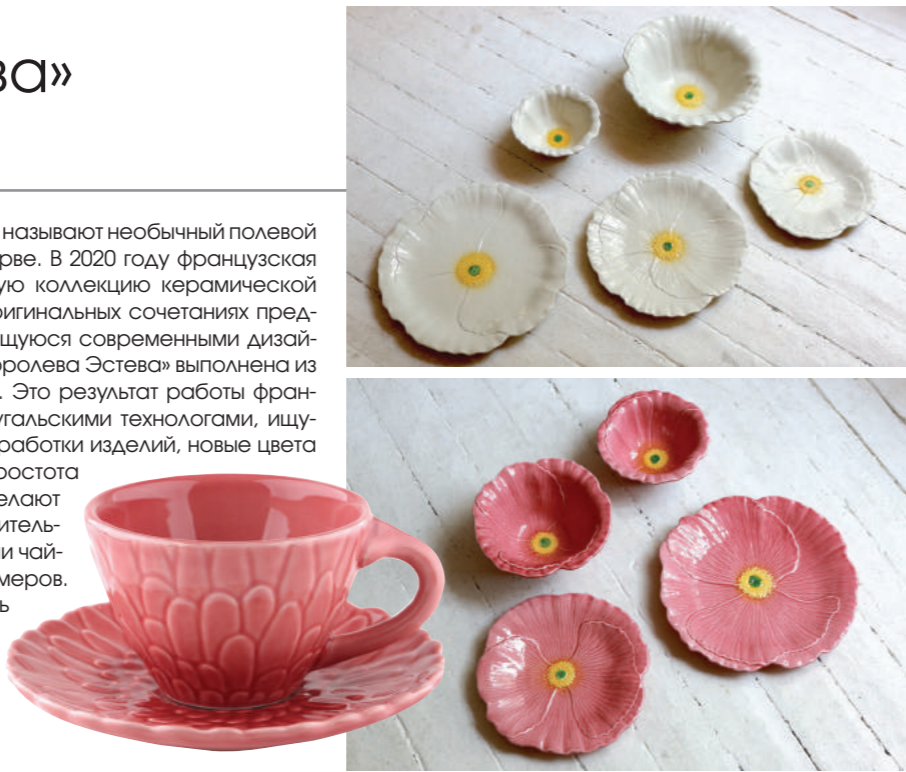 ва»
называют необычный полевой
рве. В 2020 году французская
ую коллекцию керамической
ригинальных сочетаниях пред-
щуюся современными дизай-
оролева Эстева» выполнена из
. Это результат работы фран-
угальскими технологами, ищу-
работки изделий, новые цвета
ростота
елают
итель-
и чай-
меров.
ь